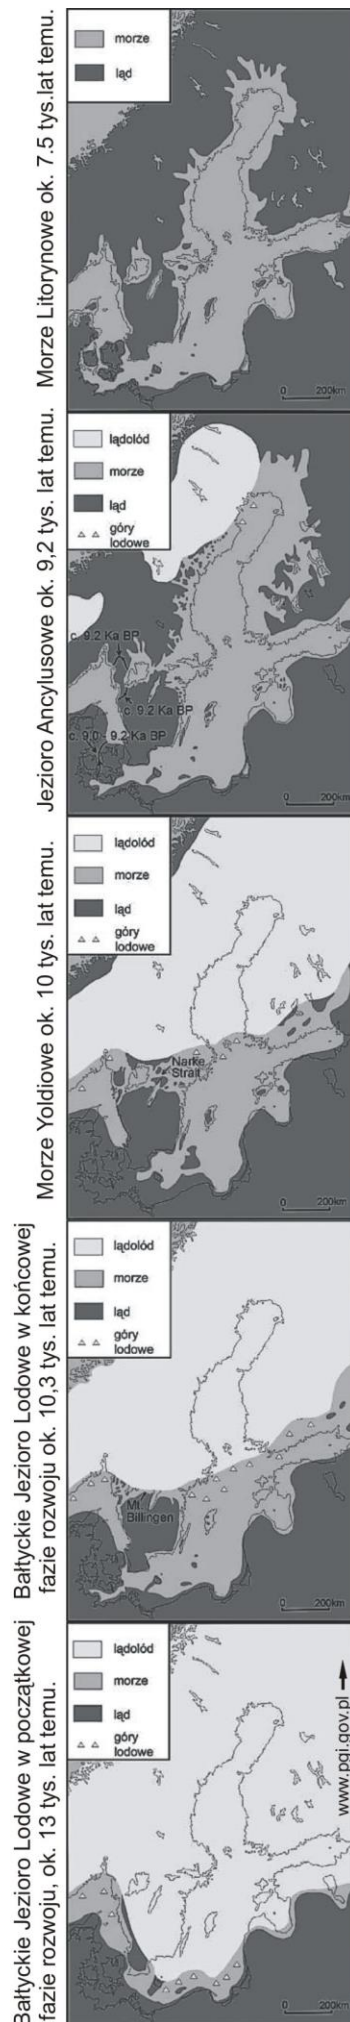 Bałtyckie Jezioro Lodowe w początkowej
fazie rozwoju, ok. 13 tys. lat temu.
lądolód
morze
ląd
góry
lodowe
www.pgi.gov.pl
Bałtyckie Jezioro Lodowe w końcowej
fazie rozwoju ok. 10,3 tys. lat temu.
lądolód
morze
ląd
góry
lodowe
Mt.
Billingen
0 200km
Morze Yoldiowe ok. 10 tys. lat temu.
lądolód
morze
ląd
góry
lodowe
Narke
Strait
0 200km
Jezioro Ancylusowe ok. 9,2 tys. lat temu.
lądolód
morze
ląd
góry
lodowe
c. 9.2 Ka BP
c. 9.2 Ka BP
c. 9.0 - 9.2 Ka BP
0 200km
Morze Litorynowe ok. 7.5 tys.lat temu.
morze
ląd
0 200km